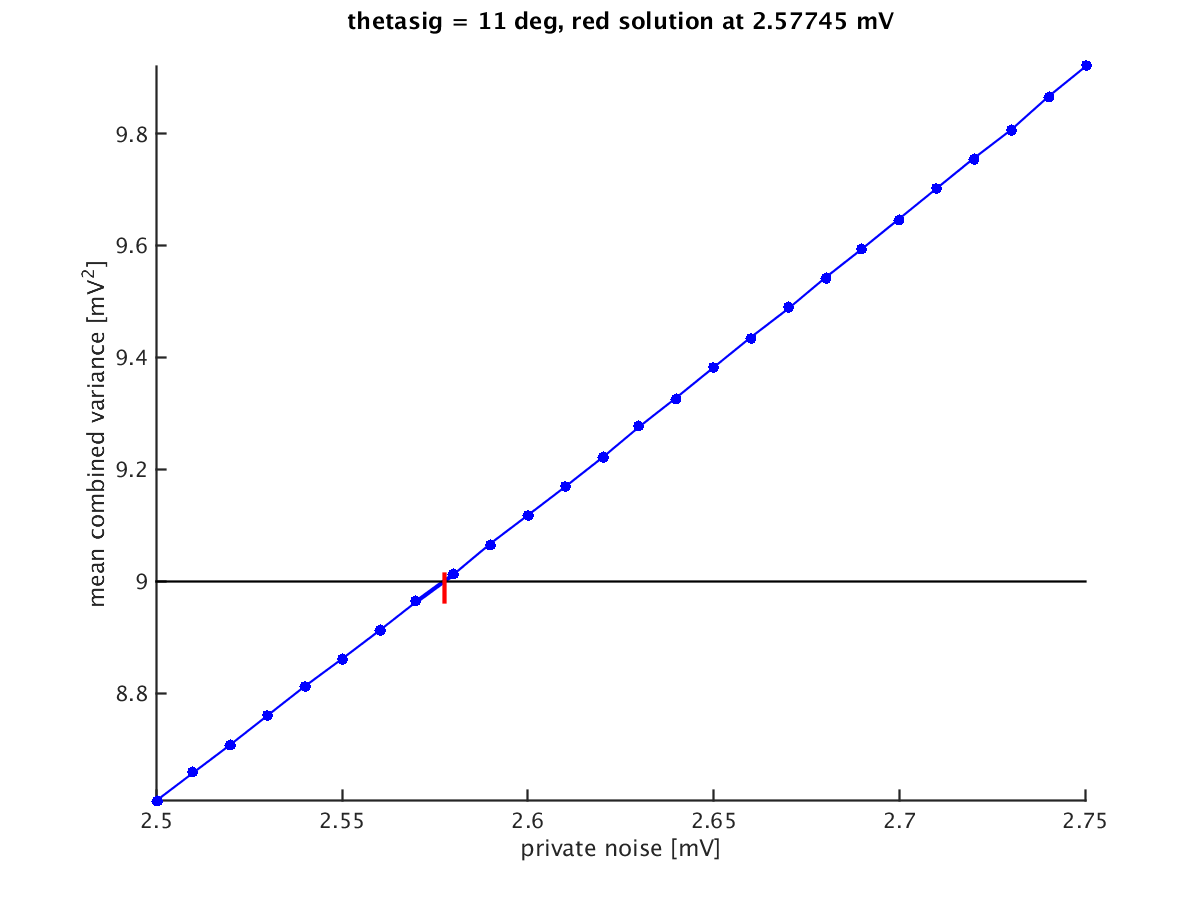 thetasig = 11 deg, red solution at 2.57745 mV
mean combined variance [mV²]
9.8
9.6
9.4
9.2
9
8.8
2.5 2.55 2.6 2.65 2.7 2.75
private noise [mV]